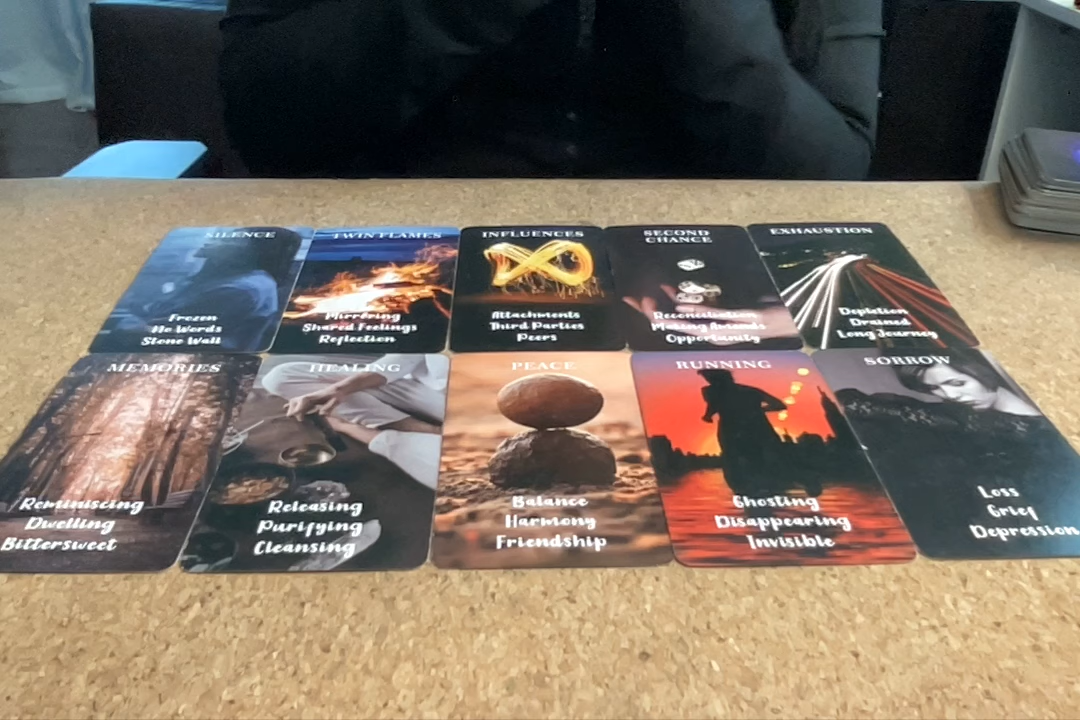 SILENCE
Frozen
No Words
Stone Wall
TWIN FLAMES
Mirroring
Shared Feelings
Reflection
INFLUENCES
Attachments
Third Parties
Peers
SECOND
CHANCE
Reconciliation
Making Amends
Opportunity
EXHAUSTION
Depletion
Drained
Long Journey
MEMORIES
Reminiscing
Dwelling
Bittersweet
HEALING
Releasing
Purifying
Cleansing
PEACE
Balance
Harmony
Friendship
RUNNING
Ghosting
Disappearing
Invisible
SORROW
Loss
Grief
Depression